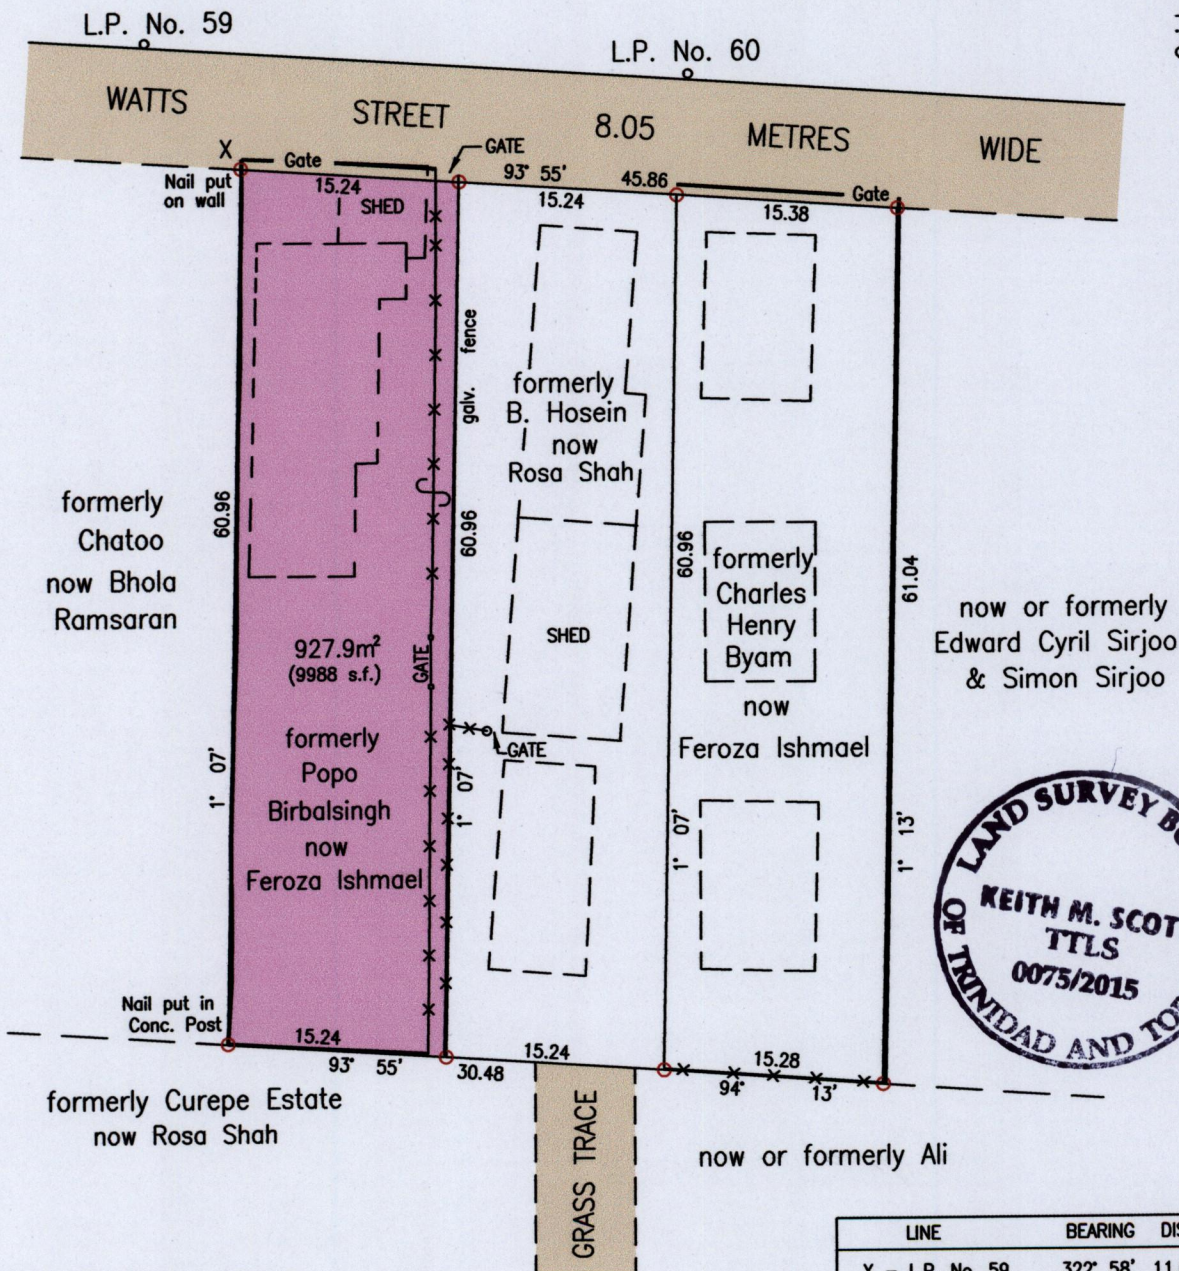 L.P. No. 59
L.P. No. 60
WATTS STREET 8.05 METRES WIDE
X
Gate
GATE
93° 55'
45.86
Gate
Nail put
on wall
15.24
15.24
15.38
SHED
galv. fence
formerly
B. Hosein
now
Rosa Shah
formerly
Chatoo
now Bhola
Ramsaran
60.96
60.96
60.96
61.04
formerly
Charles
Henry
Byam
now
Feroza Ishmael
now or formerly
Edward Cyril Sirjoo
& Simon Sirjoo
SHED
927.9m²
(9988 s.f.)
GATE
GATE
formerly
Popo
Birbalsingh
now
Feroza Ishmael
1° 07'
1° 07'
1° 07'
1° 13'
LAND SURVEY
OF TRINIDAD AND
KEITH M. SCOT
TTLS
0075/2015
Nail put in
Conc. Post
15.24
93° 55'
30.48
15.24
15.28
94° 13'
formerly Curepe Estate
now Rosa Shah
GRASS TRACE
now or formerly Ali
LINE BEARING
X - L.P. No. 59 322° 58' 11